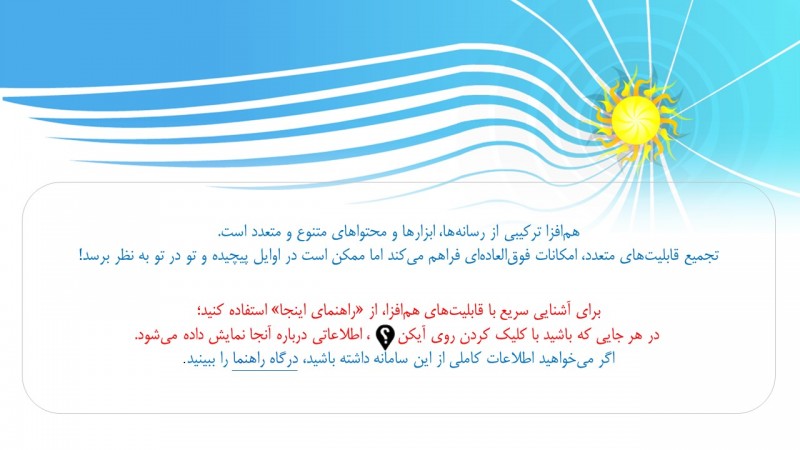 هم‌افزا ترکیبی از رسانه‌ها، ابزارها و محتواهای متنوع و متعدد است.
تجمیع قابلیت‌های متعدد، امکانات فوق‌العاده‌ای فراهم می‌کند اما ممکن است در اوایل پیچیده و تو در تو به نظر برسد!
برای آشنایی سریع با قابلیت‌های هم‌افزا، از «راهنمای اینجا» استفاده کنید؛
در هر جایی که باشید با کلیک کردن روی آیکن ؟ ، اطلاعاتی درباره آنجا نمایش داده می‌شود.
اگر می‌خواهید اطلاعات کاملی از این سامانه داشته باشید، درگاه راهنما را ببینید.